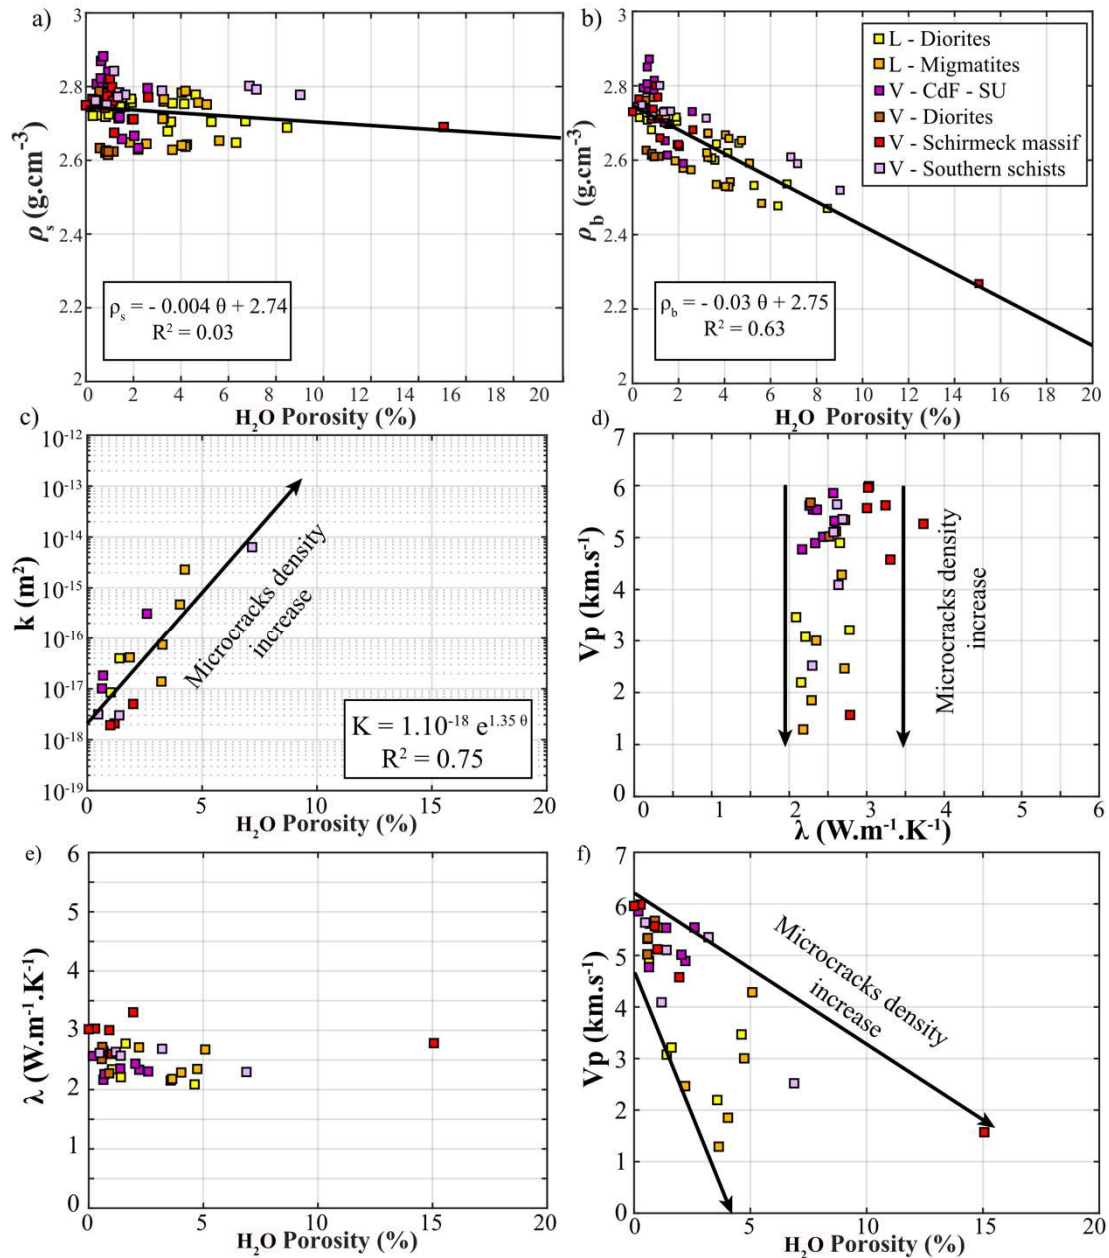 a)
3
2.8
2.6
2.4
2.2
2
ρs (g.cm-3)
ρs = - 0.004 θ + 2.74
R2 = 0.03
0 2 4 6 8 10 12 14 16 18 20
H2O Porosity (%)
b)
3
2.8
2.6
2.4
2.2
2
ρb (g.cm-3)
L - Diorites
L - Migmatites
V - CdF - SU
V - Diorites
V - Schirmeck massif
V - Southern schists
ρb = - 0.03 θ + 2.75
R2 = 0.63
0 2 4 6 8 10 12 14 16 18 20
H2O Porosity (%)
c)
10-12
10-13
10-14
10-15
10-16
10-17
10-18
10-19
k (m2)
Microcracks density
increase
K = 1.10-18 e1.35 θ
R2 = 0.75
0 5 10 15 20
H2O Porosity (%)
d)
7
6
5
4
3
2
1
0
Vp (km.s-1)
Microcracks density
increase
0 1 2 3 4 5 6
λ (W.m-1.K-1)
e)
6
5
4
3
2
1
0
λ (W.m-1.K-1)
0 5 10 15 20
H2O Porosity (%)
f)
7
6
5
4
3
2
1
0
Vp (km.s-1)
Microcracks density
increase
0 5 10 15 20
H2O Porosity (%)